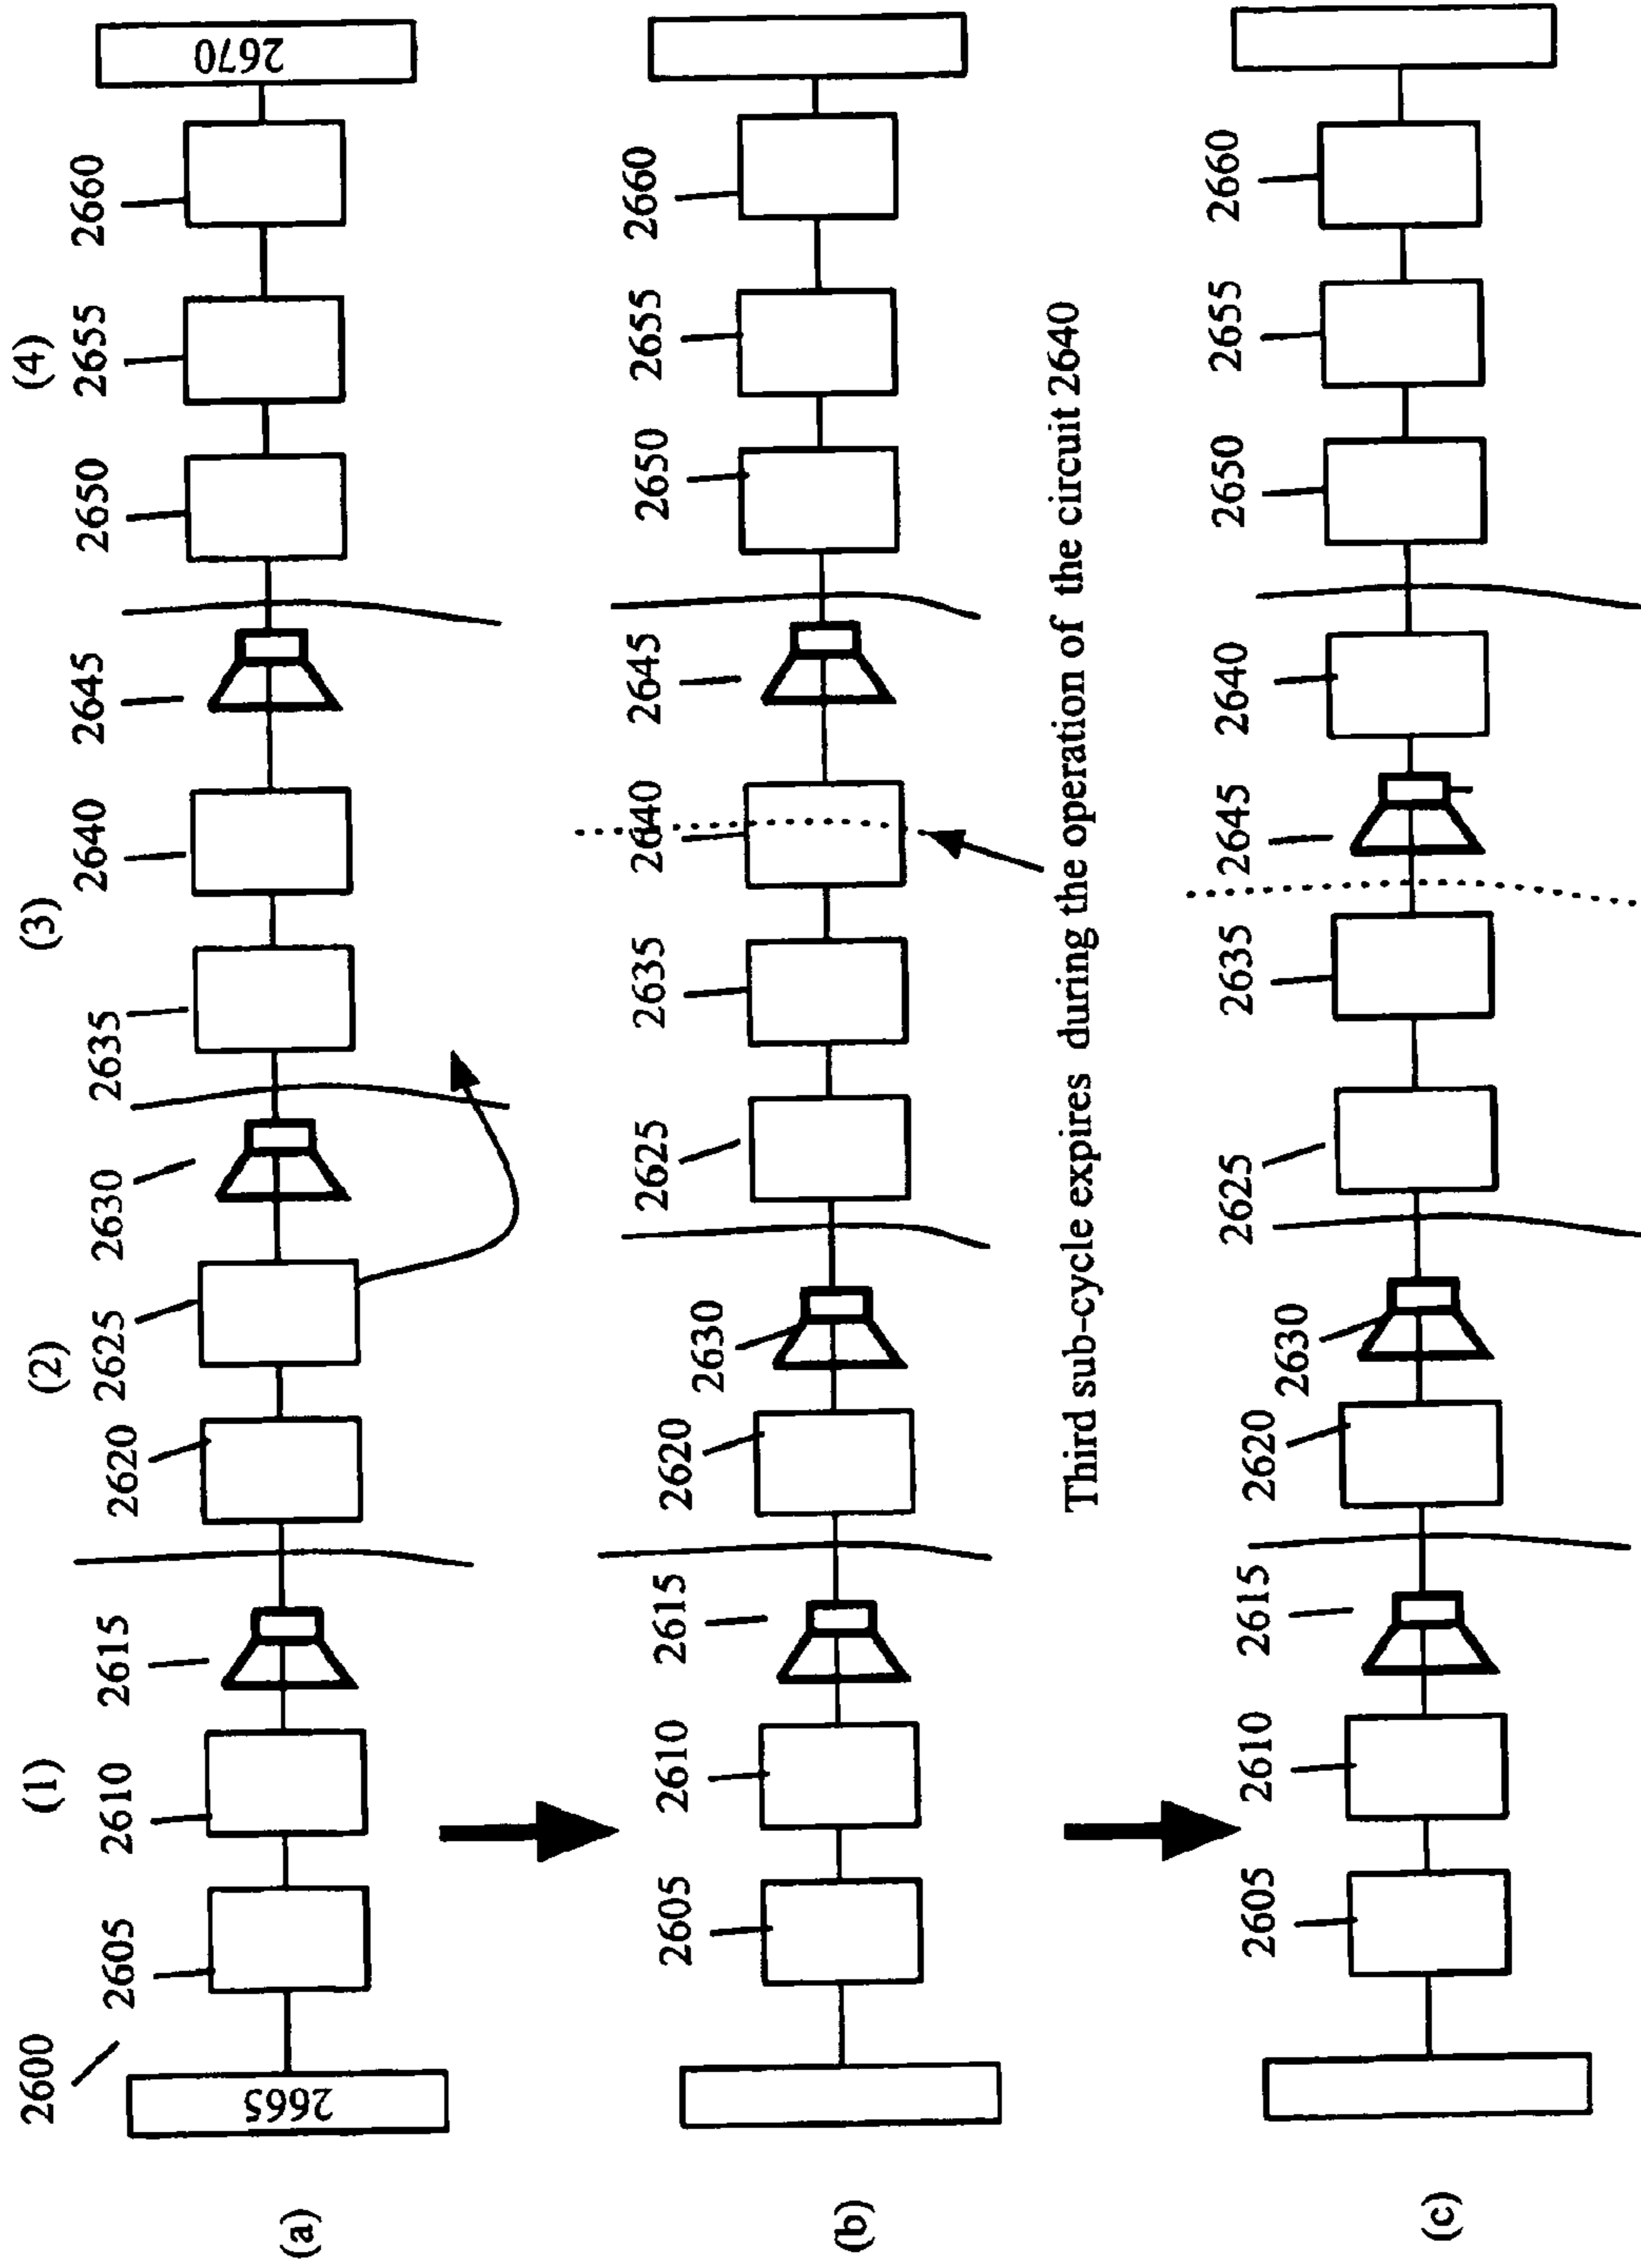 2600 (1) (2) (3) (4)
2605 2610 2615 2620 2625 2630 2635 2640 2645 2650 2655 2660
(a) 2665 2670
2605 2610 2615 2620 2630 2625 2635 2640 2645 2650 2655 2660
(b)
Third sub-cycle expires during the operation of the circuit 2640
2605 2610 2615 2620 2630 2625 2635 2645 2640 2650 2655 2660
(c)